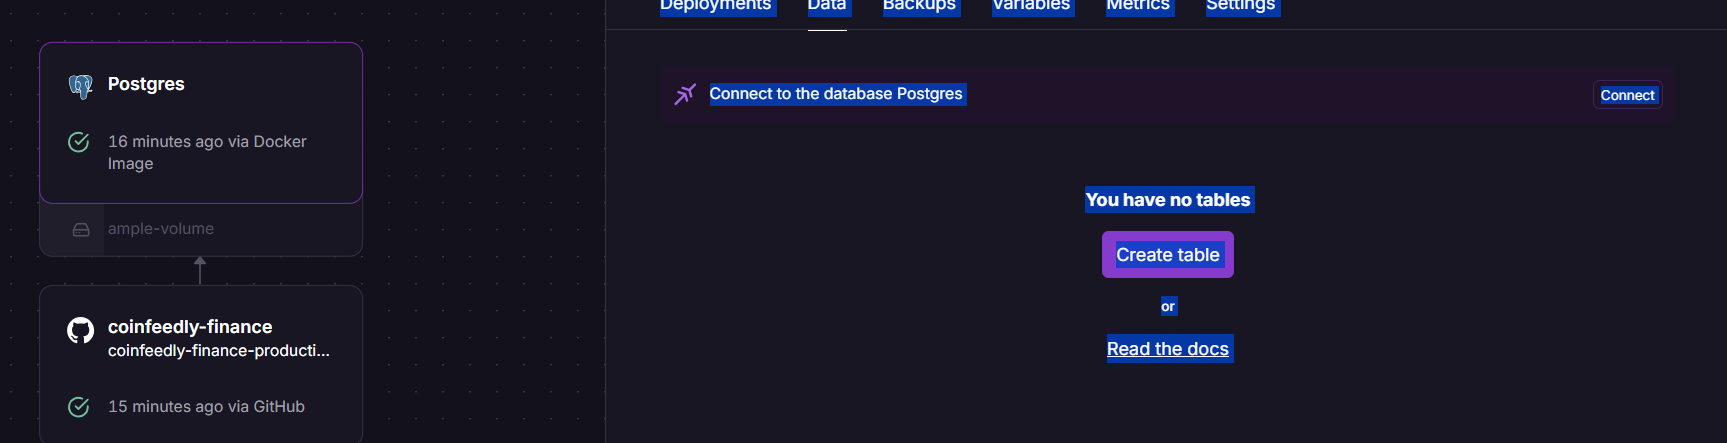 Deployments Data Backups Variables Metrics Settings
Postgres
16 minutes ago via Docker
Image
ample-volume
coinfeedly-finance
coinfeedly-finance-producti...
15 minutes ago via GitHub
Connect to the database Postgres
Connect
You have no tables
Create table
or
Read the docs